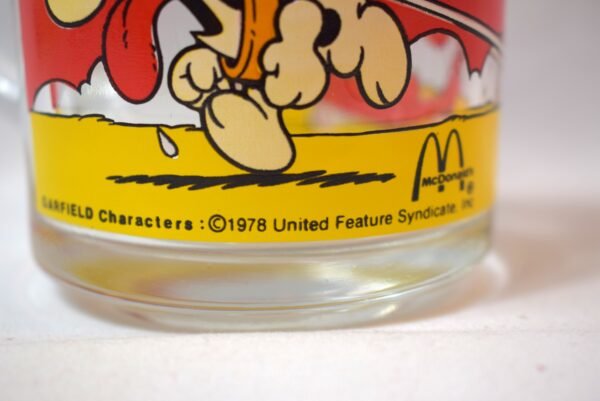 McDonald's ®
GARFIELD Characters : ©1978 United Feature Syndicate, Inc